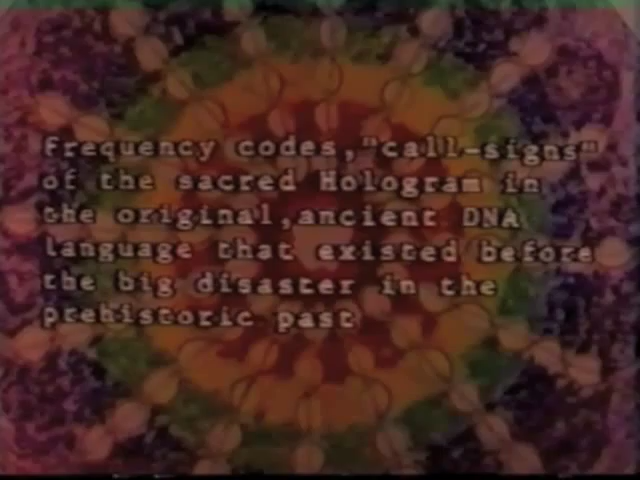 Frequency codes,"call-signs"
of the sacred Hologram in
the original,ancient DNA
language that existed before
the big disaster in the
prehistoric past